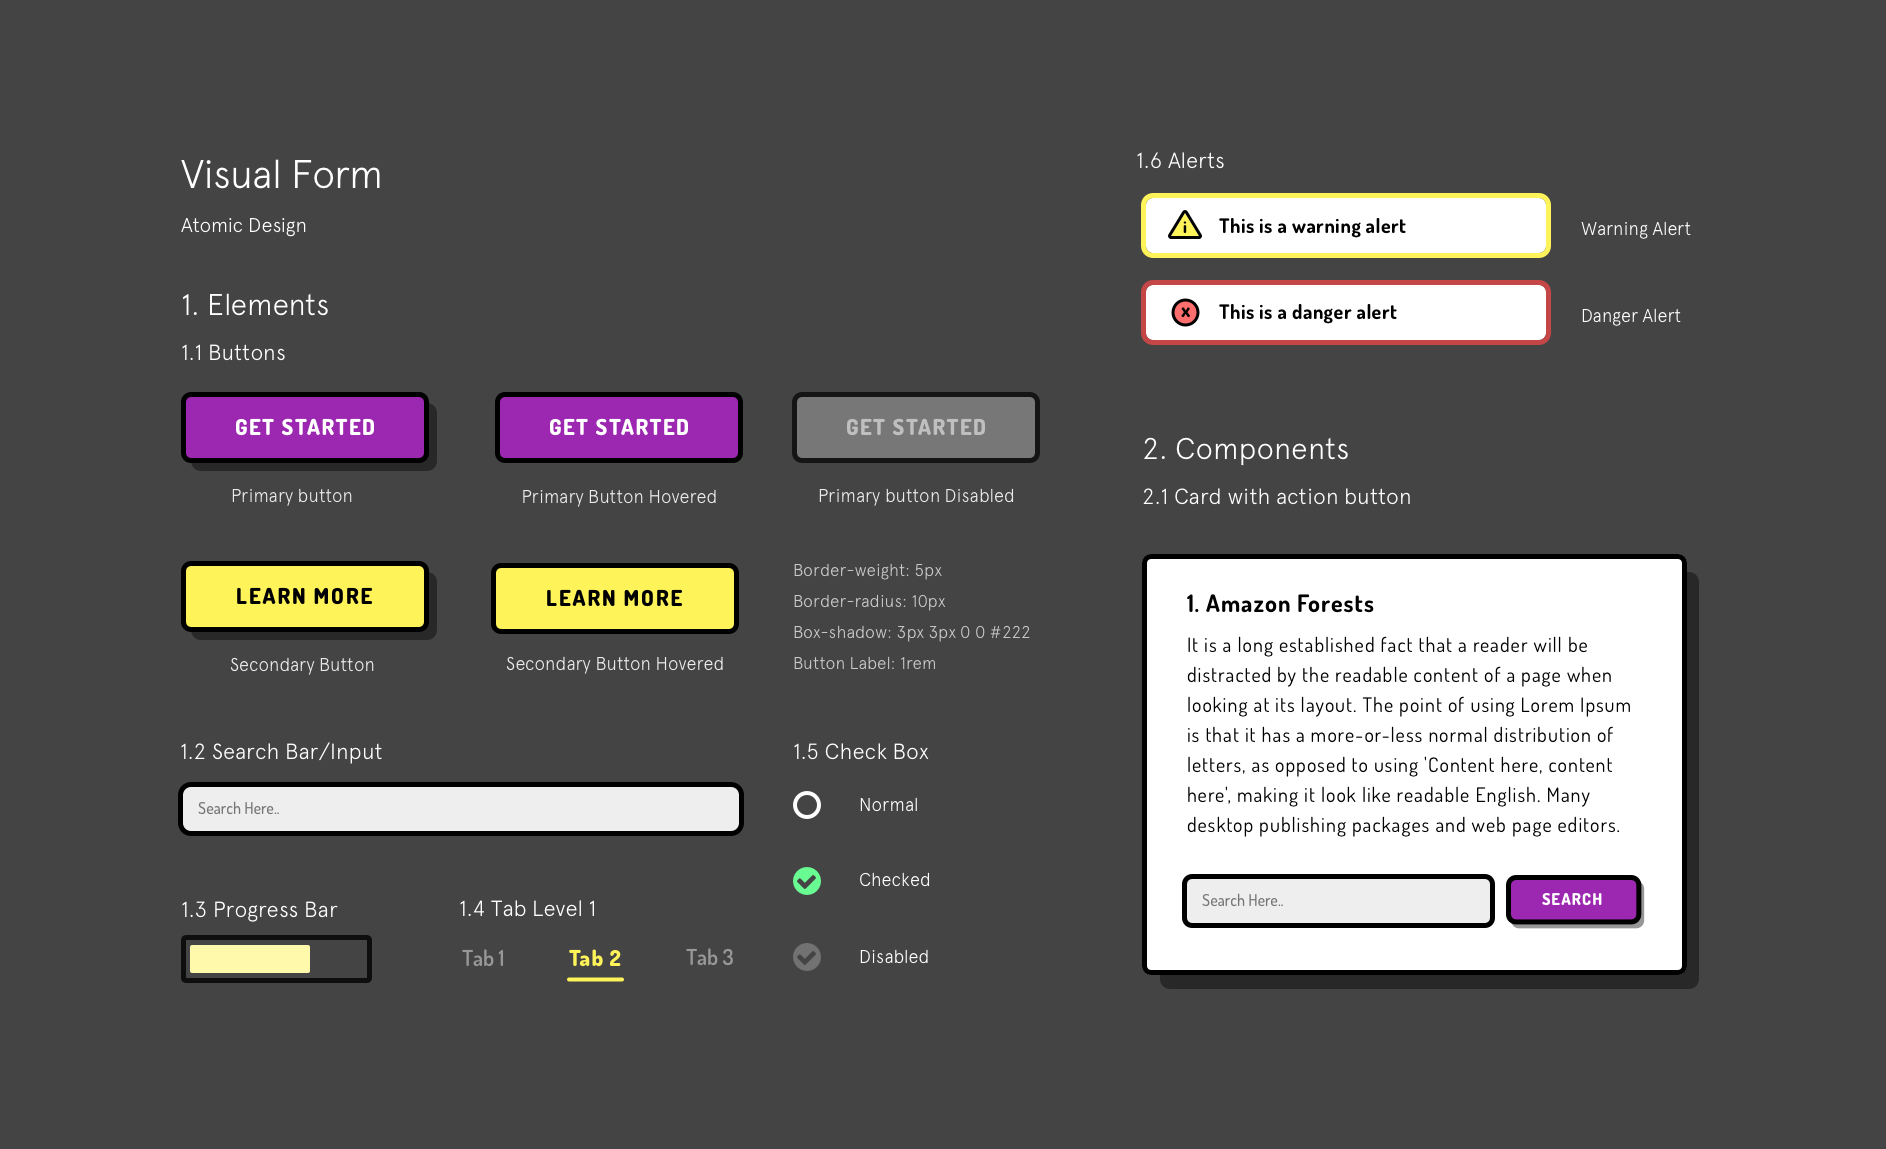 Visual Form
Atomic Design
1. Elements
1.1 Buttons
GET STARTED
GET STARTED
GET STARTED
Primary button
Primary Button Hovered
Primary button Disabled
LEARN MORE
LEARN MORE
Secondary Button
Secondary Button Hovered
Border-weight: 5px
Border-radius: 10px
Box-shadow: 3px 3px 0 0 #222
Button Label: 1rem
1.2 Search Bar/Input
Search Here..
1.3 Progress Bar
1.4 Tab Level 1
Tab 1
Tab 2
Tab 3
1.5 Check Box
Normal
Checked
Disabled
1.6 Alerts
This is a warning alert
Warning Alert
This is a danger alert
Danger Alert
2. Components
2.1 Card with action button
1. Amazon Forests
It is a long established fact that a reader will be
distracted by the readable content of a page when
looking at its layout. The point of using Lorem Ipsum
is that it has a more-or-less normal distribution of
letters, as opposed to using 'Content here, content
here', making it look like readable English. Many
desktop publishing packages and web page editors.
Search Here..
SEARCH